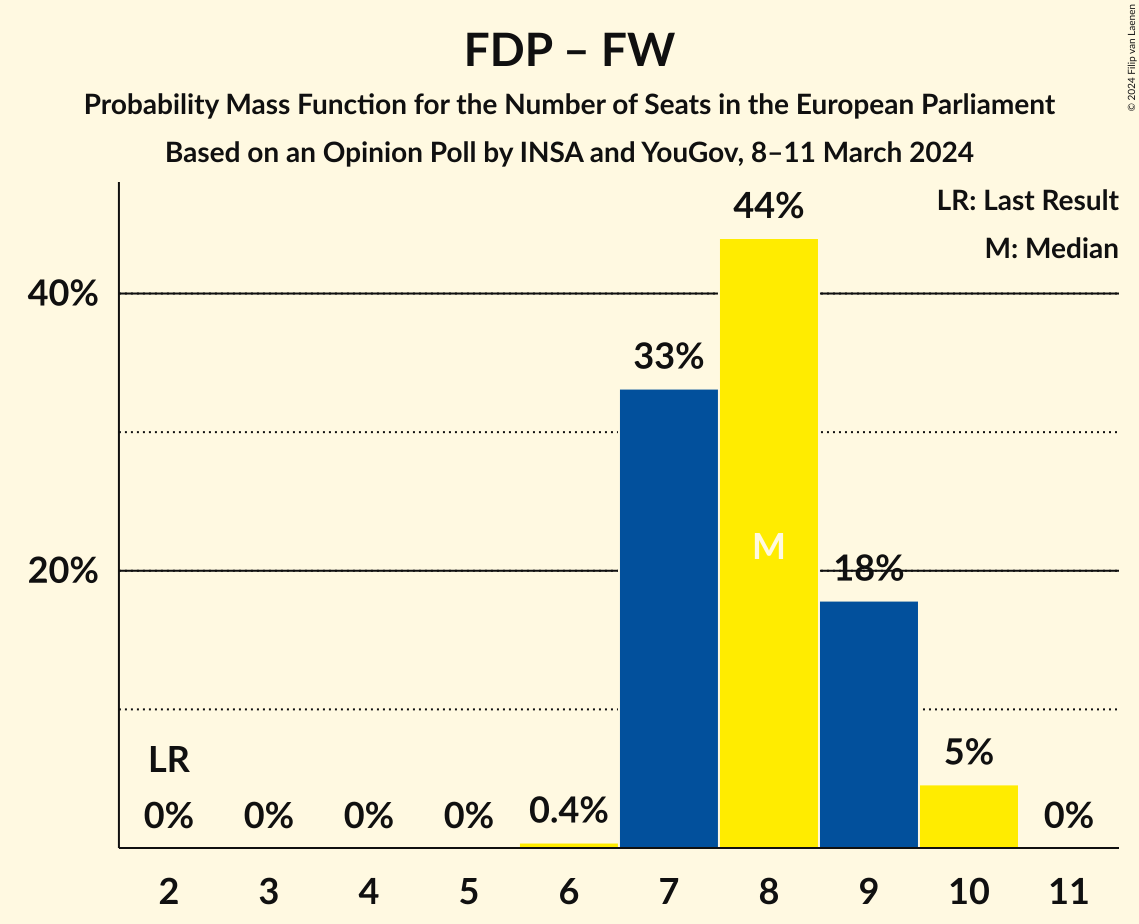 FDP – FW
Probability Mass Function for the Number of Seats in the European Parliament
Based on an Opinion Poll by INSA and YouGov, 8–11 March 2024
© 2024 Filip van Laenen
LR: Last Result
M: Median
44%
40%
33%
M
20%
18%
LR
5%
0%
0%
0%
0%
0.4%
0%
2
3
4
5
6
7
8
9
10
11